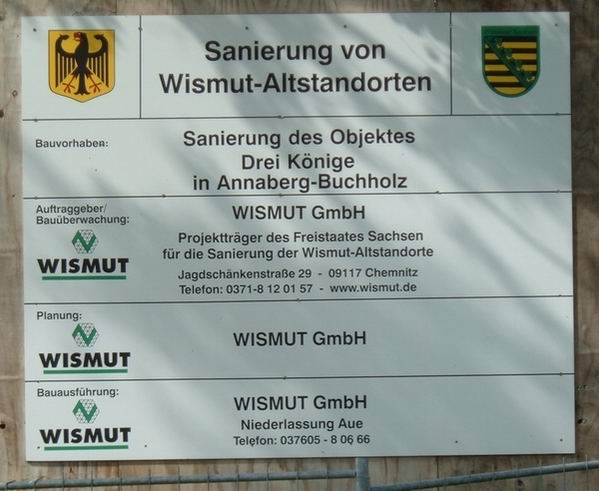 Sanierung von
Wismut-Altstandorten
Bauvorhaben:
Sanierung des Objektes
Drei Könige
in Annaberg-Buchholz
Auftraggeber/
Bauüberwachung:
WISMUT
WISMUT GmbH
Projektträger des Freistaates Sachsen
für die Sanierung der Wismut-Altstandorte
Jagdschänkenstraße 29 - 09117 Chemnitz
Telefon: 0371-8 12 01 57 - www.wismut.de
Planung:
WISMUT
WISMUT GmbH
Bauausführung:
WISMUT
WISMUT GmbH
Niederlassung Aue
Telefon: 037605 - 8 06 66